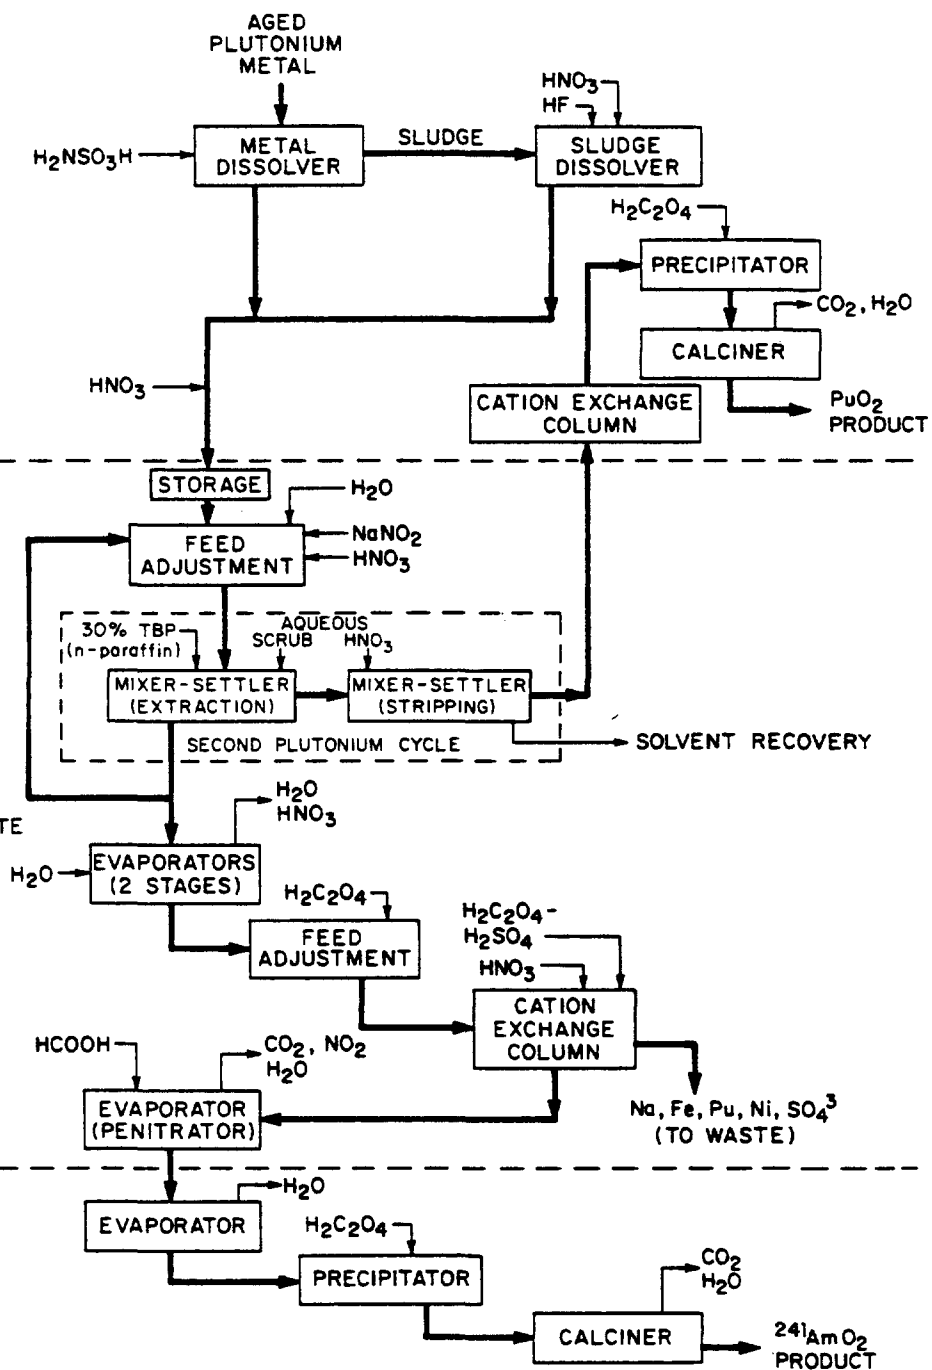 AGED
PLUTONIUM
METAL
HNO3
HF
H2NSO3H
METAL
DISSOLVER
SLUDGE
SLUDGE
DISSOLVER
H2C2O4
PRECIPITATOR
CO2, H2O
CALCINER
HNO3
CATION EXCHANGE
COLUMN
PuO2
PRODUCT
STORAGE
H2O
NaNO2
HNO3
FEED
ADJUSTMENT
30% TBP
(n-paraffin)
AQUEOUS
SCRUB
HNO3
MIXER-SETTLER
(EXTRACTION)
MIXER-SETTLER
(STRIPPING)
SECOND PLUTONIUM CYCLE
SOLVENT RECOVERY
H2O
HNO3
TE
H2O
EVAPORATORS
(2 STAGES)
H2C2O4
FEED
ADJUSTMENT
H2C2O4-
H2SO4
HNO3
CATION
EXCHANGE
COLUMN
HCOOH
CO2, NO2
H2O
EVAPORATOR
(PENITRATOR)
Na, Fe, Pu, Ni, SO4^3
(TO WASTE)
H2O
EVAPORATOR
H2C2O4
PRECIPITATOR
CO2
H2O
CALCINER
241AmO2
PRODUCT